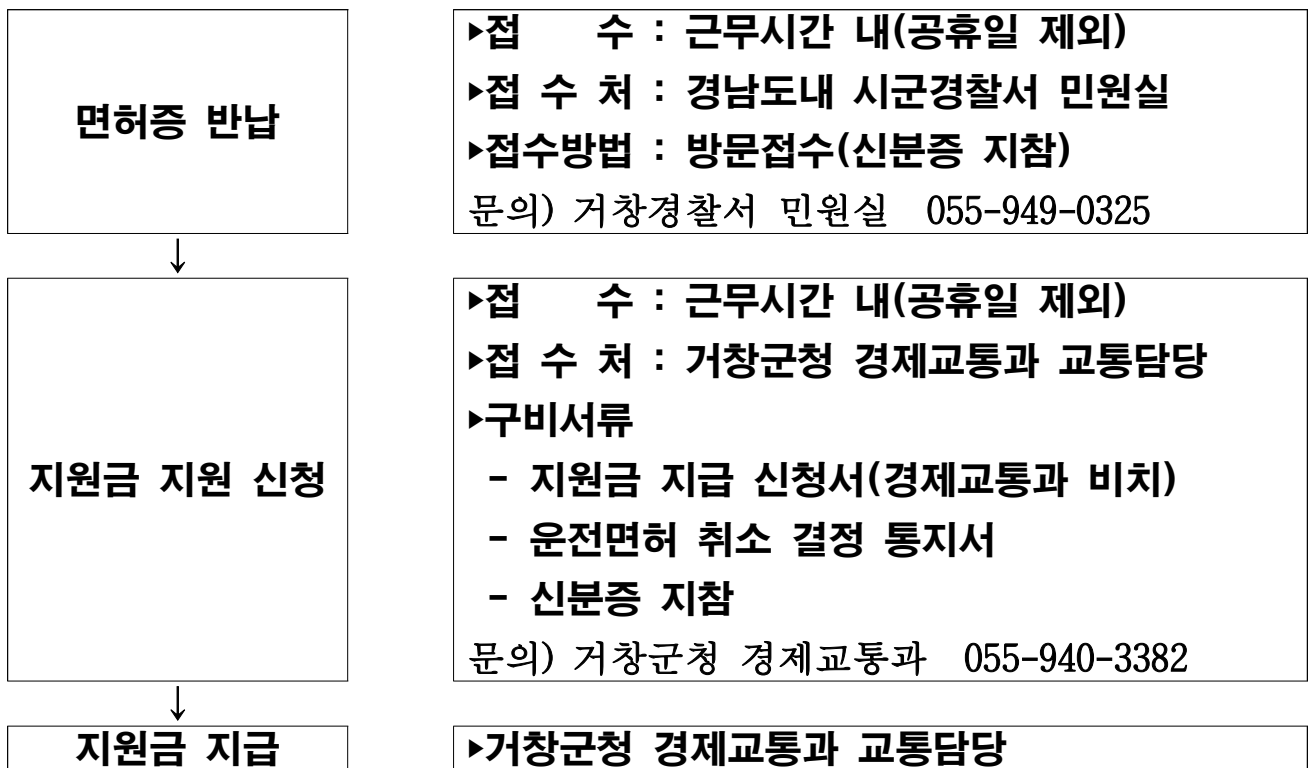 면허증 반납
▸접 수 : 근무시간 내(공휴일 제외)
▸접 수 처 : 경남도내 시군경찰서 민원실
▸접수방법 : 방문접수(신분증 지참)
문의) 거창경찰서 민원실 055-949-0325
↓
지원금 지원 신청
▸접 수 : 근무시간 내(공휴일 제외)
▸접 수 처 : 거창군청 경제교통과 교통담당
▸구비서류
- 지원금 지급 신청서(경제교통과 비치)
- 운전면허 취소 결정 통지서
- 신분증 지참
문의) 거창군청 경제교통과 055-940-3382
↓
지원금 지급
▸거창군청 경제교통과 교통담당